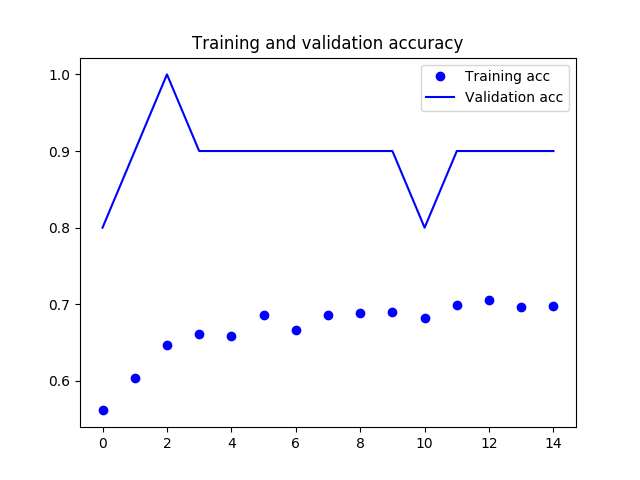 Training and validation accuracy
1.0
Training acc
Validation acc
0.9
0.8
0.7
0.6
0 2 4 6 8 10 12 14